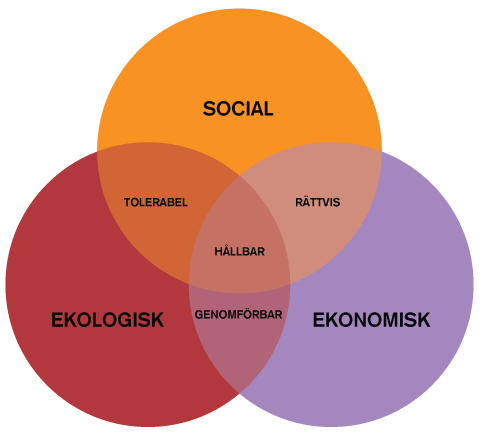 SOCIAL
TOLERABEL
RÄTTVIS
HÅLLBAR
GENOMFÖRBAR
EKOLOGISK
EKONOMISK